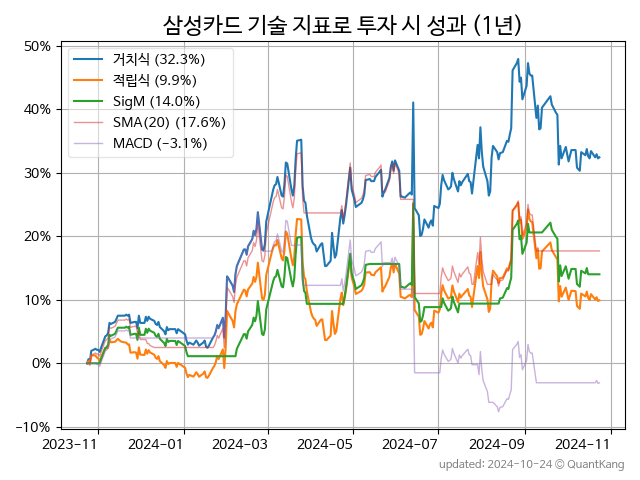 삼성카드 기술 지표로 투자 시 성과 (1년)
50%
40%
30%
20%
10%
0%
−10%
거치식 (32.3%)
적립식 (9.9%)
SigM (14.0%)
SMA(20) (17.6%)
MACD (−3.1%)
2023−11 2024−01 2024−03 2024−05 2024−07 2024−09 2024−11
updated: 2024-10-24 © QuantKang